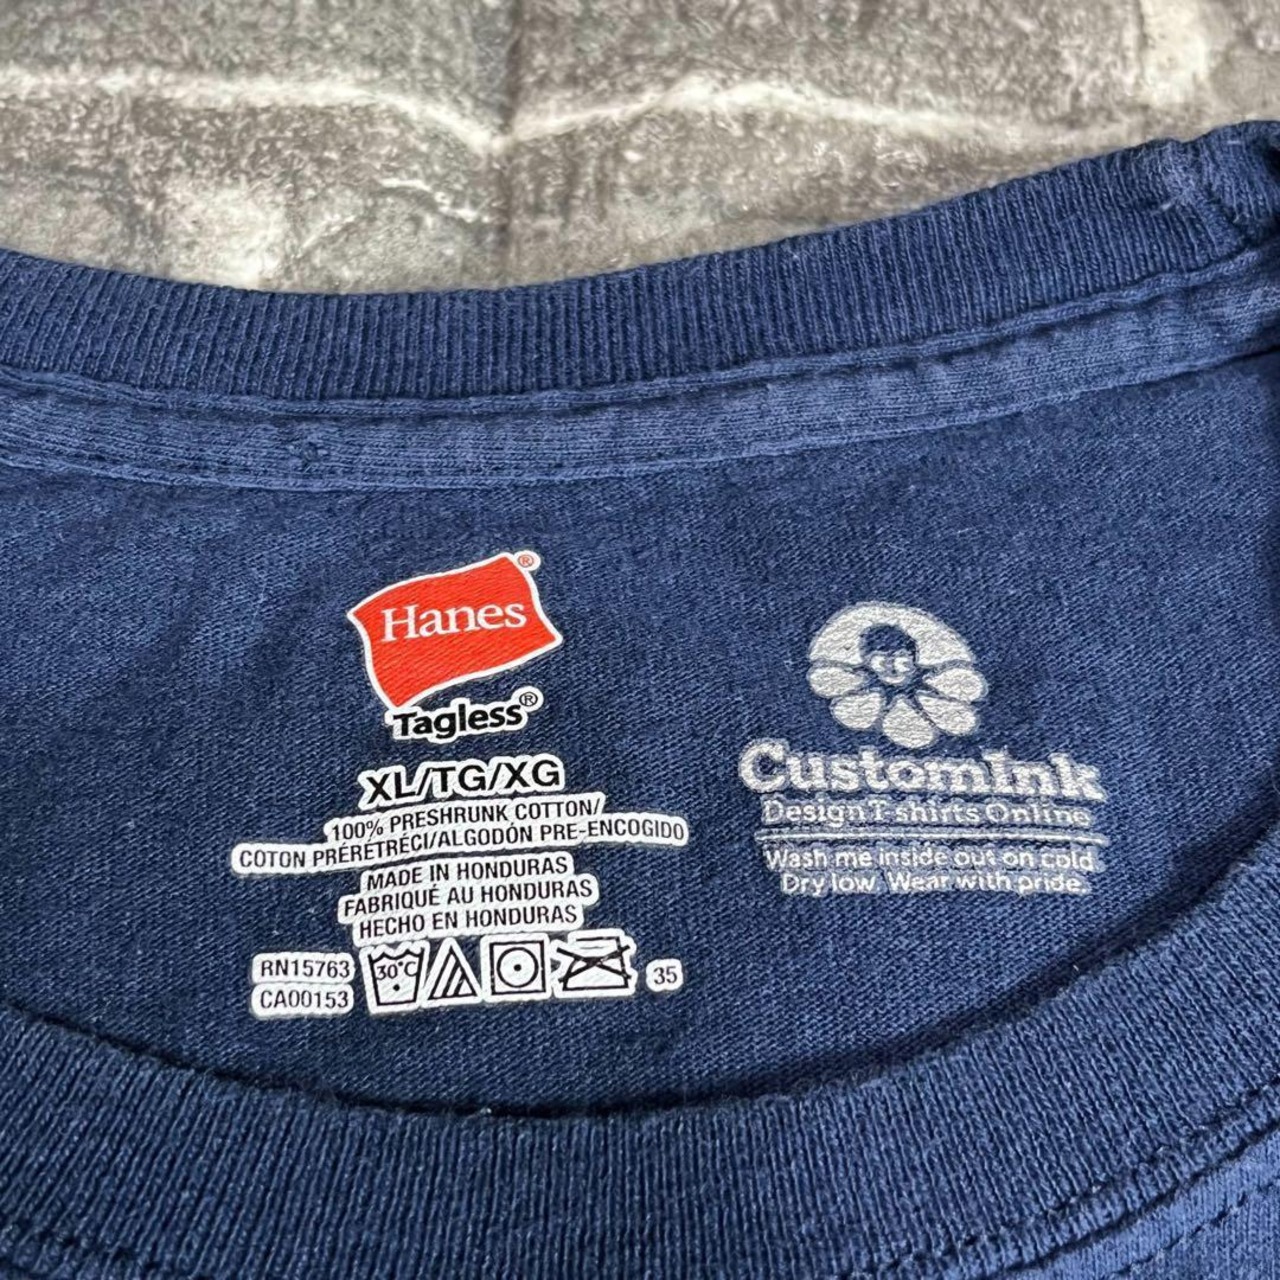 Hanes®
Tagless®
XL/TG/XG
100% PRESHRUNK COTTON/
COTON PRÉRÉTRÉCI/ALGODÓN PRE-ENCOGIDO
MADE IN HONDURAS
FABRIQUÉ AU HONDURAS
HECHO EN HONDURAS
RN15763
CA00153
30°C
35
CustomInk
Design T-shirts Online
Wash me inside out on cold.
Dry low. Wear with pride.